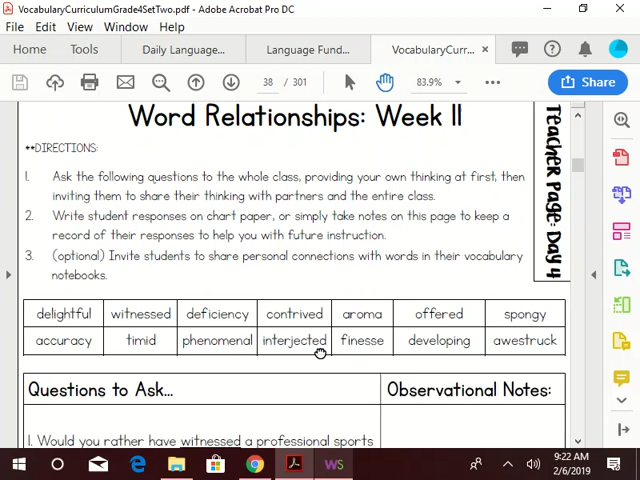 VocabularyCurriculumGrade4SetTwo.pdf - Adobe Acrobat Pro DC
File Edit View Window Help
Home Tools Daily Language... Language Fund... VocabularyCurr... ×
38 / 301 83.9% Share
Word Relationships: Week 11
**DIRECTIONS:
1. Ask the following questions to the whole class, providing your own thinking at first, then
inviting them to share their thinking with partners and the entire class.
2. Write student responses on chart paper, or simply take notes on this page to keep a
record of their responses to help you with future instruction.
3. (optional) Invite students to share personal connections with words in their vocabulary
notebooks.
Teacher Page: Day 4
delightful witnessed deficiency contrived aroma offered spongy
accuracy timid phenomenal interjected finesse developing awestruck
Questions to Ask... Observational Notes:
1. Would you rather have witnessed a professional sports
WS
9:22 AM
2/6/2019